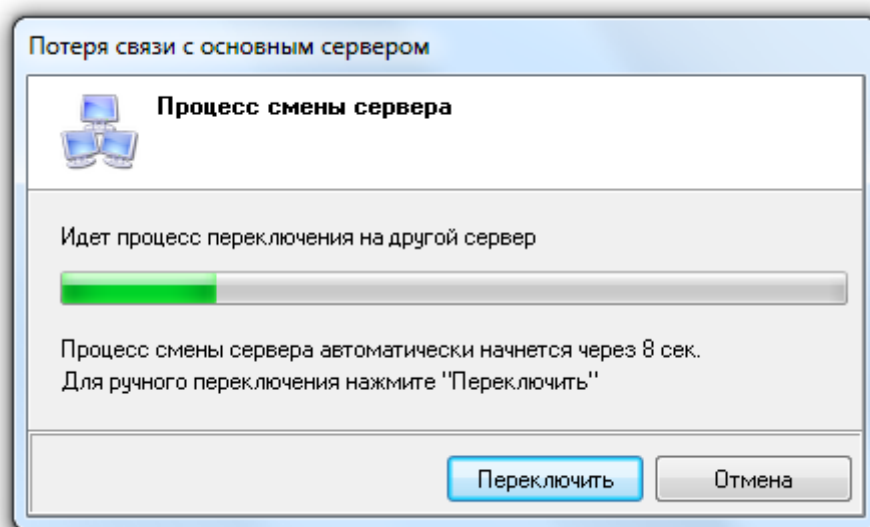 Потеря связи с основным сервером
Процесс смены сервера
Идет процесс переключения на другой сервер
Процесс смены сервера автоматически начнется через 8 сек.
Для ручного переключения нажмите "Переключить"
Переключить
Отмена